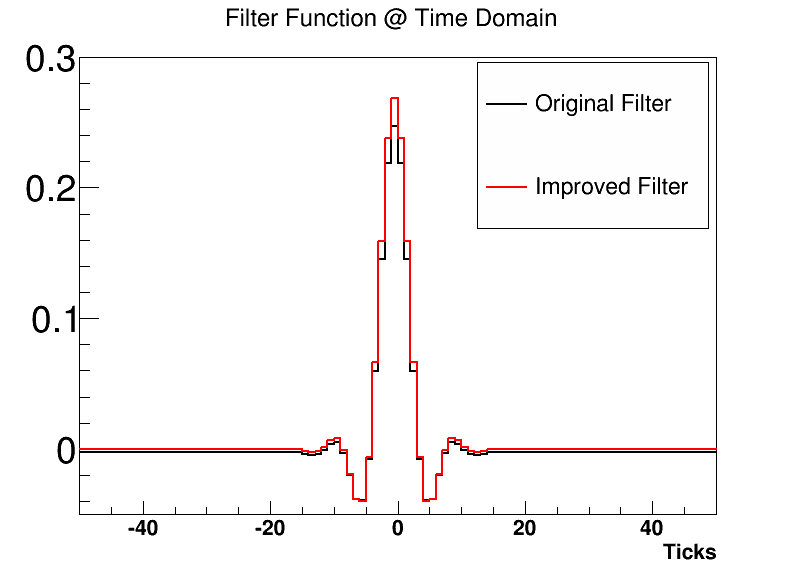 Filter Function @ Time Domain
0.3
0.2
0.1
0
Original Filter
Improved Filter
-40 -20 0 20 40
Ticks